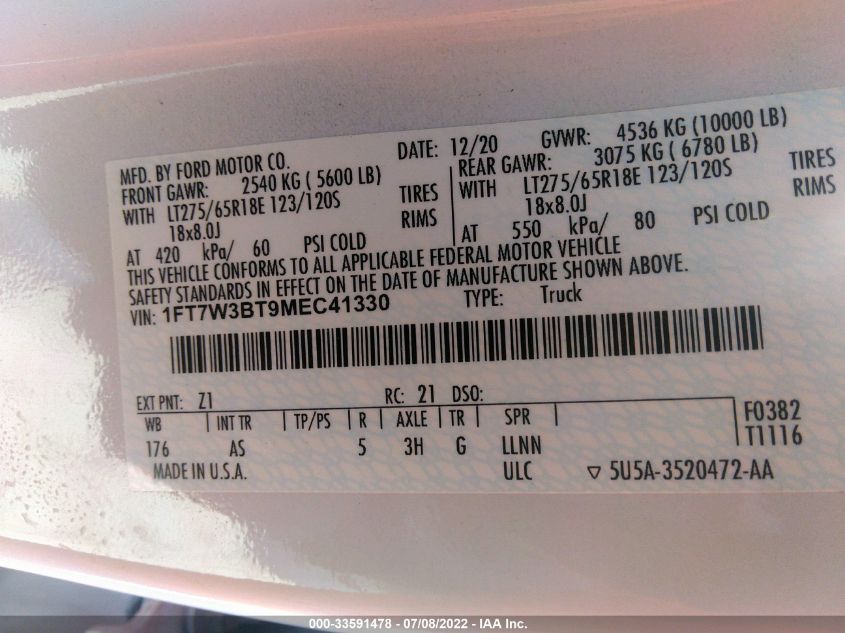 MFD. BY FORD MOTOR CO. DATE: 12/20 GVWR: 4536 KG (10000 LB)
FRONT GAWR: 2540 KG ( 5600 LB) REAR GAWR: 3075 KG ( 6780 LB)
WITH LT275/65R18E 123/120S TIRES WITH LT275/65R18E 123/120S TIRES
18x8.0J RIMS 18x8.0J RIMS
AT 420 kPa/ 60 PSI COLD AT 550 kPa/ 80 PSI COLD
THIS VEHICLE CONFORMS TO ALL APPLICABLE FEDERAL MOTOR VEHICLE
SAFETY STANDARDS IN EFFECT ON THE DATE OF MANUFACTURE SHOWN ABOVE.
VIN: 1FT7W3BT9MEC41330 TYPE: Truck
EXT PNT: Z1 RC: 21 DSO:
WB INT TR TP/PS R AXLE TR SPR F0382
176 AS 5 3H G LLNN T1116
MADE IN U.S.A. ULC 5U5A-3520472-AA
000-33591478 - 07/08/2022 - IAA Inc.